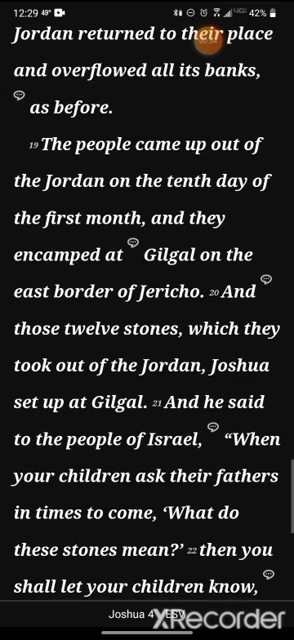 12:29 49° 42%
Jordan returned to their place
and overflowed all its banks,
as before.
19 The people came up out of
the Jordan on the tenth day of
the first month, and they
encamped at Gilgal on the
east border of Jericho. 20 And
those twelve stones, which they
took out of the Jordan, Joshua
set up at Gilgal. 21 And he said
to the people of Israel, “When
your children ask their fathers
in times to come, ‘What do
these stones mean?’ 22 then you
shall let your children know,
Joshua 4 - ESV
XRecorder